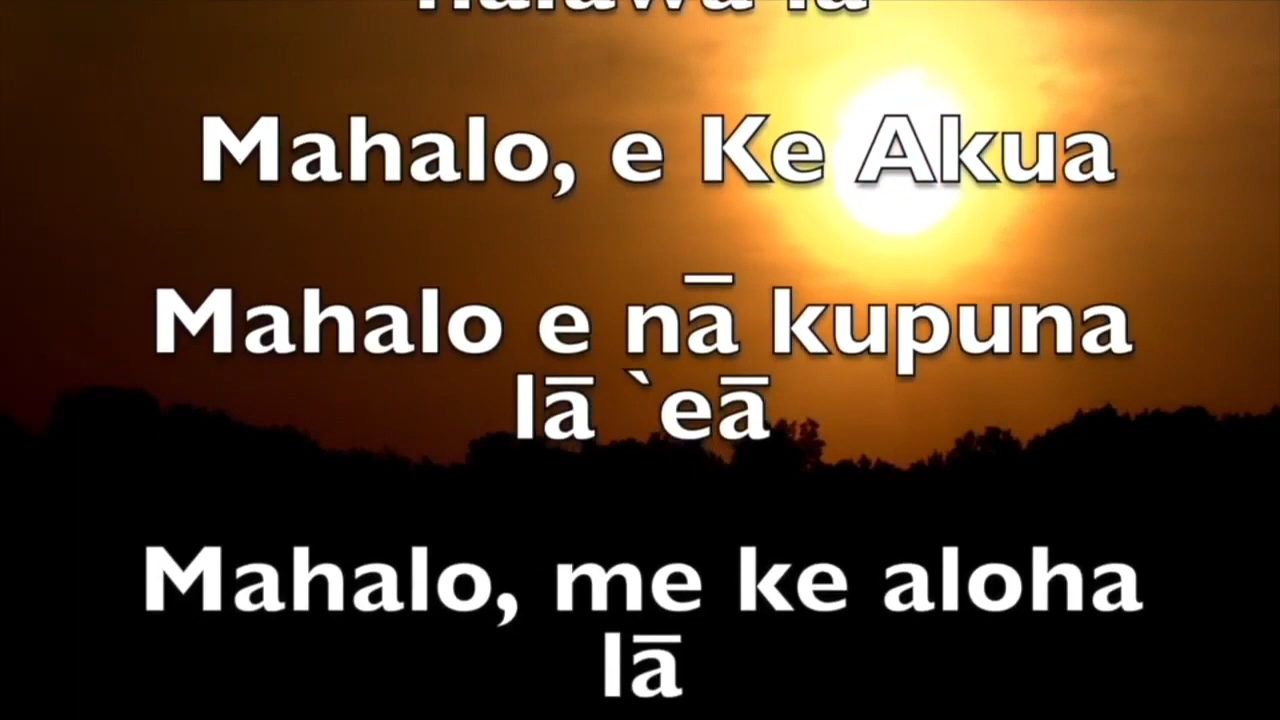 Mahalo, e Ke Akua
Mahalo e nā kupuna
lā `eā
Mahalo, me ke aloha
lā